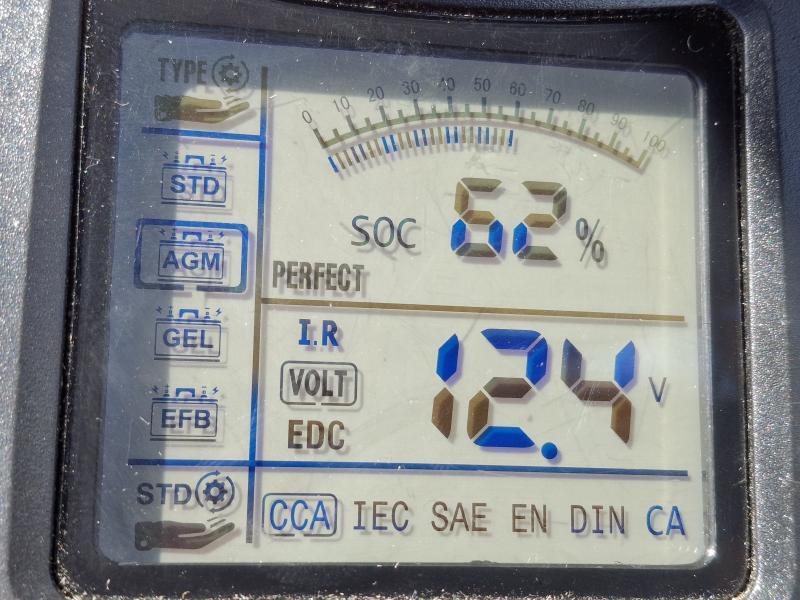 TYPE
0 10 20 30 40 50 60 70 80 90 100
STD
AGM
GEL
EFB
STD
SOC 62%
PERFECT
I.R
VOLT
EDC
12.4 V
CCA IEC SAE EN DIN CA